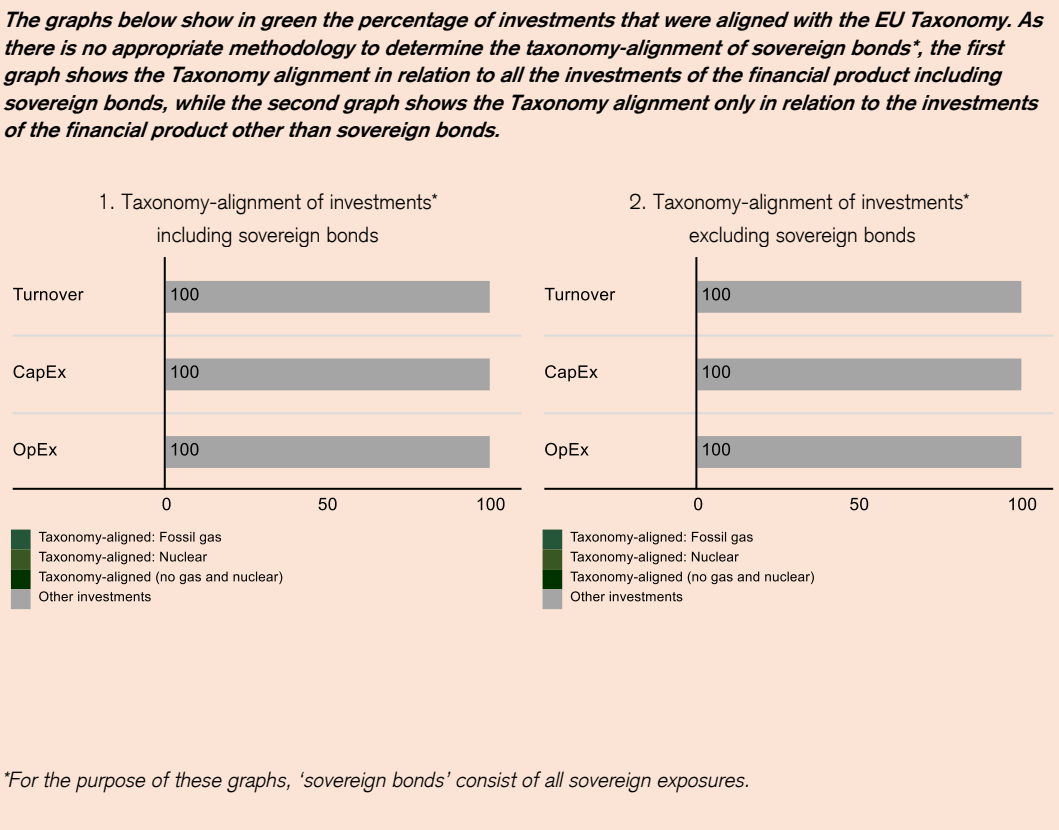 The graphs below show in green the percentage of investments that were aligned with the EU Taxonomy. As
there is no appropriate methodology to determine the taxonomy-alignment of sovereign bonds*, the first
graph shows the Taxonomy alignment in relation to all the investments of the financial product including
sovereign bonds, while the second graph shows the Taxonomy alignment only in relation to the investments
of the financial product other than sovereign bonds.
1. Taxonomy-alignment of investments*
including sovereign bonds
Turnover
100
CapEx
100
OpEx
100
0 50 100
Taxonomy-aligned: Fossil gas
Taxonomy-aligned: Nuclear
Taxonomy-aligned (no gas and nuclear)
Other investments
2. Taxonomy-alignment of investments*
excluding sovereign bonds
Turnover
100
CapEx
100
OpEx
100
0 50 100
Taxonomy-aligned: Fossil gas
Taxonomy-aligned: Nuclear
Taxonomy-aligned (no gas and nuclear)
Other investments
*For the purpose of these graphs, ‘sovereign bonds’ consist of all sovereign exposures.